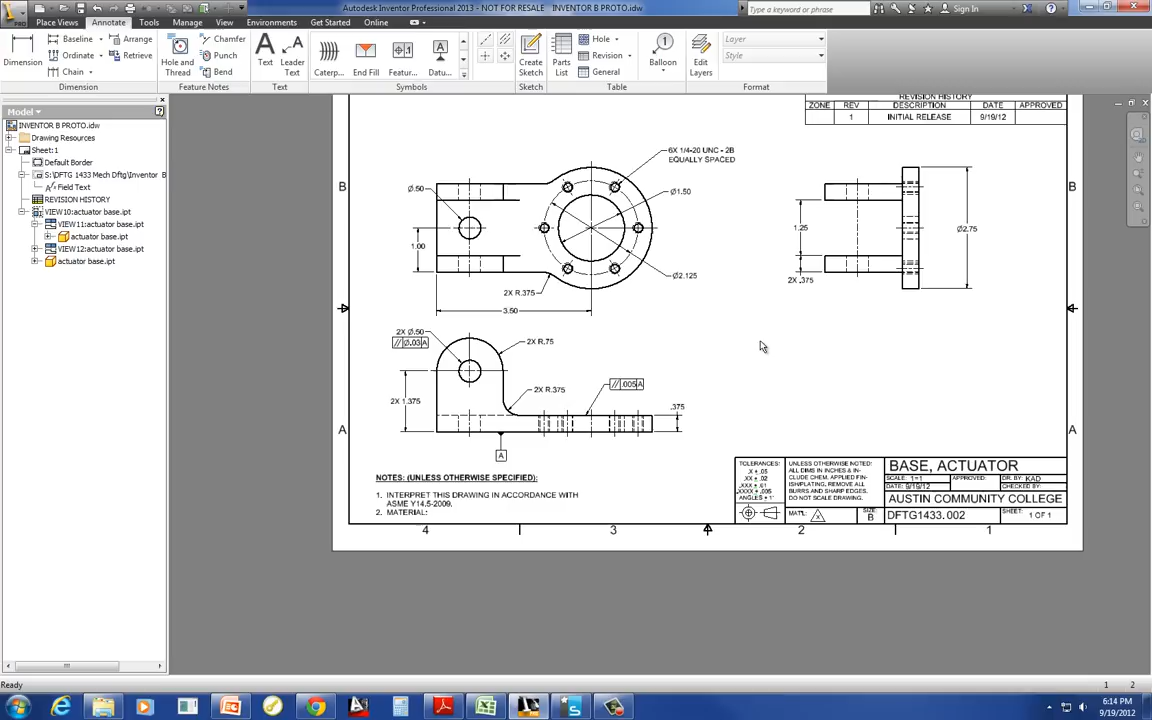 Autodesk Inventor 2013 - NOT FOR RESALE INVENTOR B PROTO.idw
Type a keyword or phrase
Sign In
PRO
Place Views Annotate Tools Manage View Environments Get Started Online
Dimension
Baseline
Ordinate
Chain
Arrange
Retrieve
Dimension
Hole and Thread
Chamfer
Punch
Bend
Feature Notes
Text
Leader Text
Text
Caterp...
End Fill
Featur...
Datu...
Symbols
Create Sketch
Sketch
Parts List
Hole
Revision
General
Table
Balloon
Edit Layers
Layer
Style
Format
Model
INVENTOR B PROTO.idw
Drawing Resources
Sheet:1
Default Border
S:\DFTG 1433 Mech Dftg\Inventor B
Field Text
REVISION HISTORY
VIEW10:actuator base.ipt
VIEW11:actuator base.ipt
actuator base.ipt
VIEW12:actuator base.ipt
actuator base.ipt
REVISION HISTORY
ZONE REV DESCRIPTION DATE APPROVED
1 INITIAL RELEASE 9/19/12
6X 1/4-20 UNC - 2B
EQUALLY SPACED
B
B
Ø.50
Ø1.50
1.00
1.25
Ø2.75
Ø2.125
2X .375
2X R.375
3.50
2X Ø.50
// Ø.03 A
2X R.75
2X R.375
// .005 A
2X 1.375
.375
A
A
A
NOTES: (UNLESS OTHERWISE SPECIFIED):
1. INTERPRET THIS DRAWING IN ACCORDANCE WITH
ASME Y14.5-2009.
2. MATERIAL:
TOLERANCES:
.X ± .05
.XX ± .02
.XXX ± .01
.XXXX ± .005
ANGLES ± 1°
UNLESS OTHERWISE NOTED:
ALL DIMS IN INCHES & IN-
CLUDE CHEM, APPLIED FIN-
ISH/PLATING, REMOVE ALL
BURRS AND SHARP EDGES.
DO NOT SCALE DRAWING.
MAT'L: X
SIZE: B
BASE, ACTUATOR
SCALE: 1=1 APPROVED: DR. BY: KAD
DATE: 9/19/12 CHECKED BY:
AUSTIN COMMUNITY COLLEGE
DFTG1433.002
SHEET: 1 OF 1
4 3 2 1
Ready
1 2
6:14 PM
9/19/2012